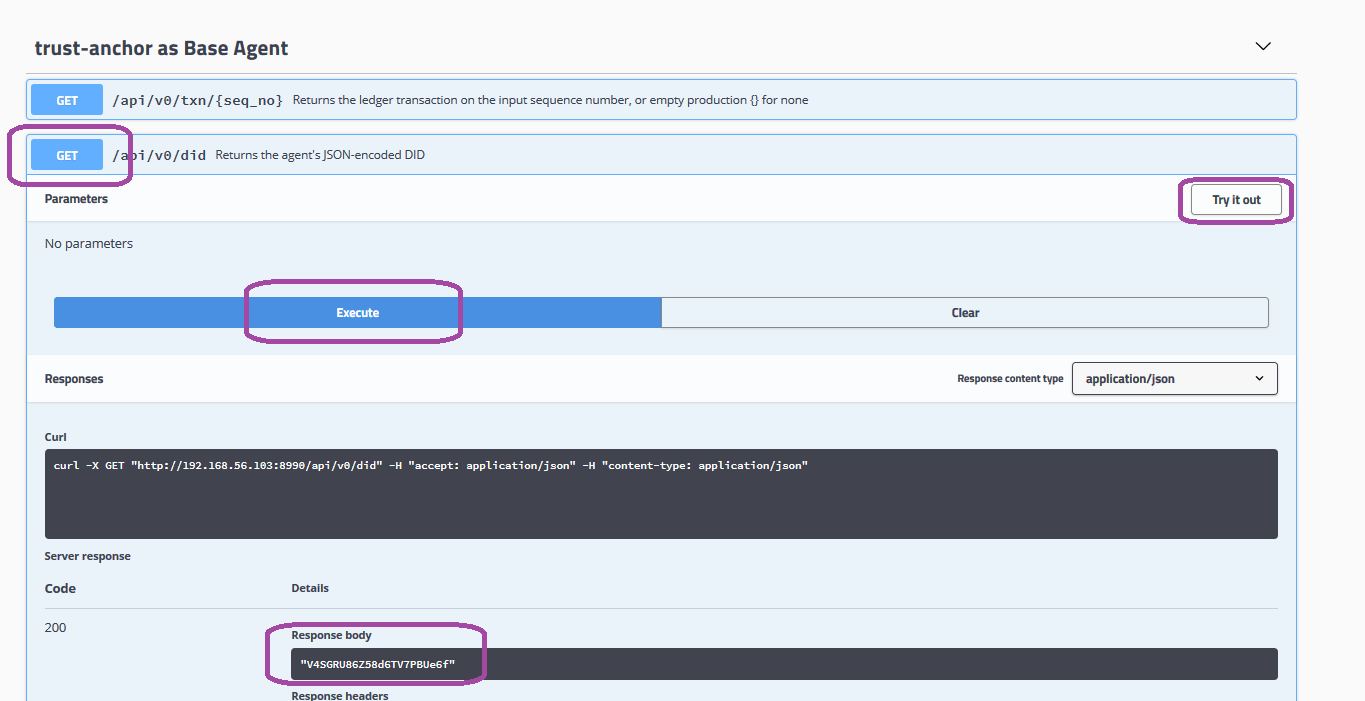 trust-anchor as Base Agent
GET /api/v0/txn/{seq_no} Returns the ledger transaction on the input sequence number, or empty production {} for none
GET /api/v0/did Returns the agent's JSON-encoded DID
Parameters Try it out
No parameters
Execute Clear
Responses Response content type application/json
Curl
curl -X GET "http://192.168.56.103:8990/api/v0/did" -H "accept: application/json" -H "content-type: application/json"
Server response
Code Details
200
Response body
"V4SGRU86Z58d6TV7PBUe6f"
Response headers